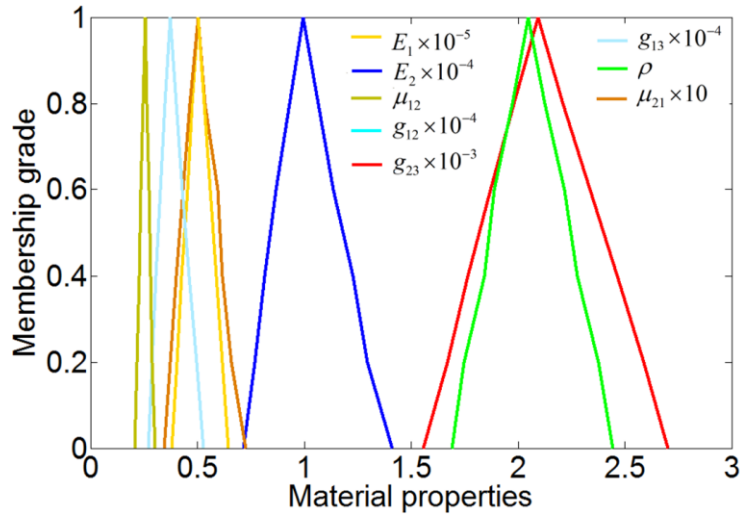 1
0.8
0.6
0.4
0.2
0
Membership grade
E₁×10⁻⁵
E₂×10⁻⁴
μ₁₂
g₁₂×10⁻⁴
g₂₃×10⁻³
g₁₃×10⁻⁴
ρ
μ₂₁×10
0 0.5 1 1.5 2 2.5 3
Material properties